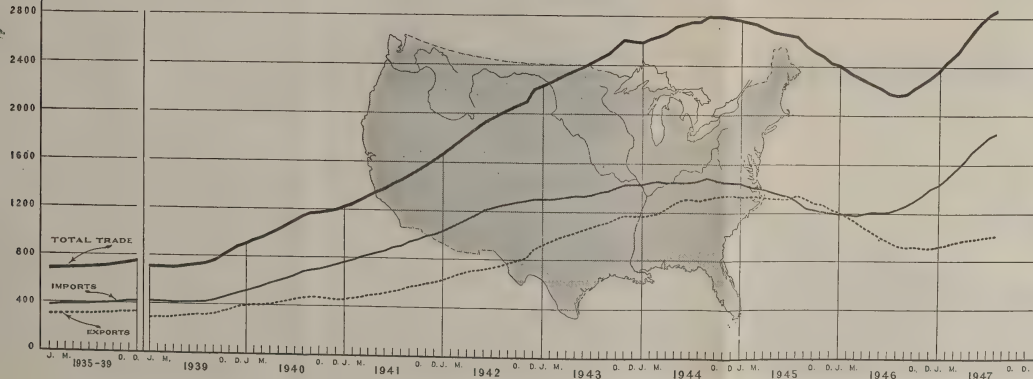 2800
2400
2000
1600
1200
800
400
0
TOTAL TRADE
IMPORTS
EXPORTS
J. M. O. D. J. M. O. D. J. M. O. D. J. M. O. D. J. M. O. D. J. M. O. D. J. M. O. D. J. M. O. D. J. M. O. D. J. M. O. D.
1935-39 1939 1940 1941 1942 1943 1944 1945 1946 1947